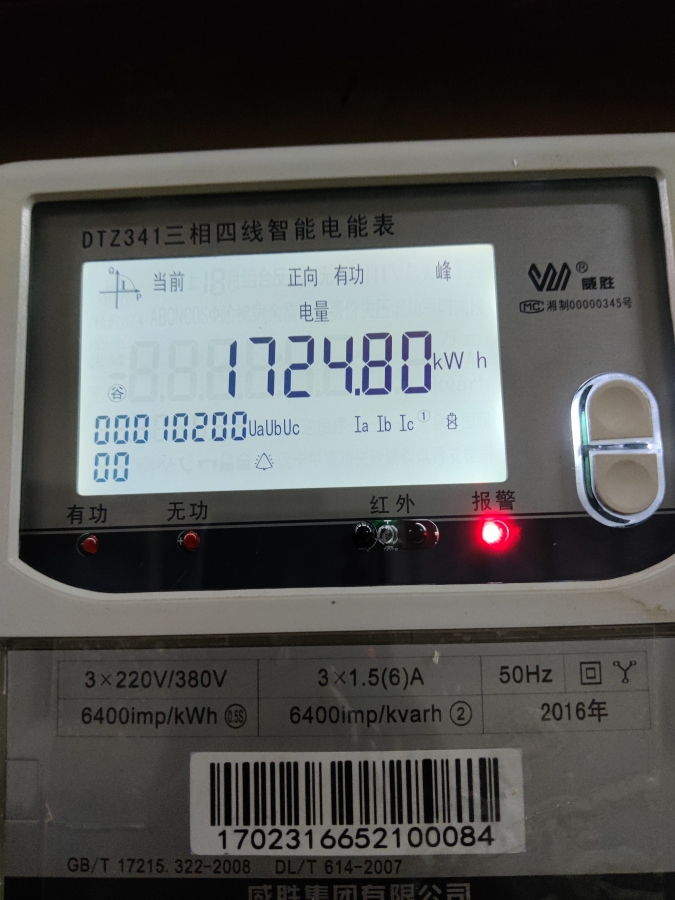 DTZ341三相四线智能电能表
当前 正向 有功 峰
电量
1724.80 kW h
谷
00010200 UaUbUc Ia Ib Ic ①
00
® 威胜
MC 湘制00000345号
有功 无功 红外 报警
3×220V/380V 3×1.5(6)A 50Hz
6400imp/kWh 0.5S 6400imp/kvarh ② 2016年
1702316652100084
GB/T 17215.322-2008 DL/T 614-2007
威胜集团有限公司